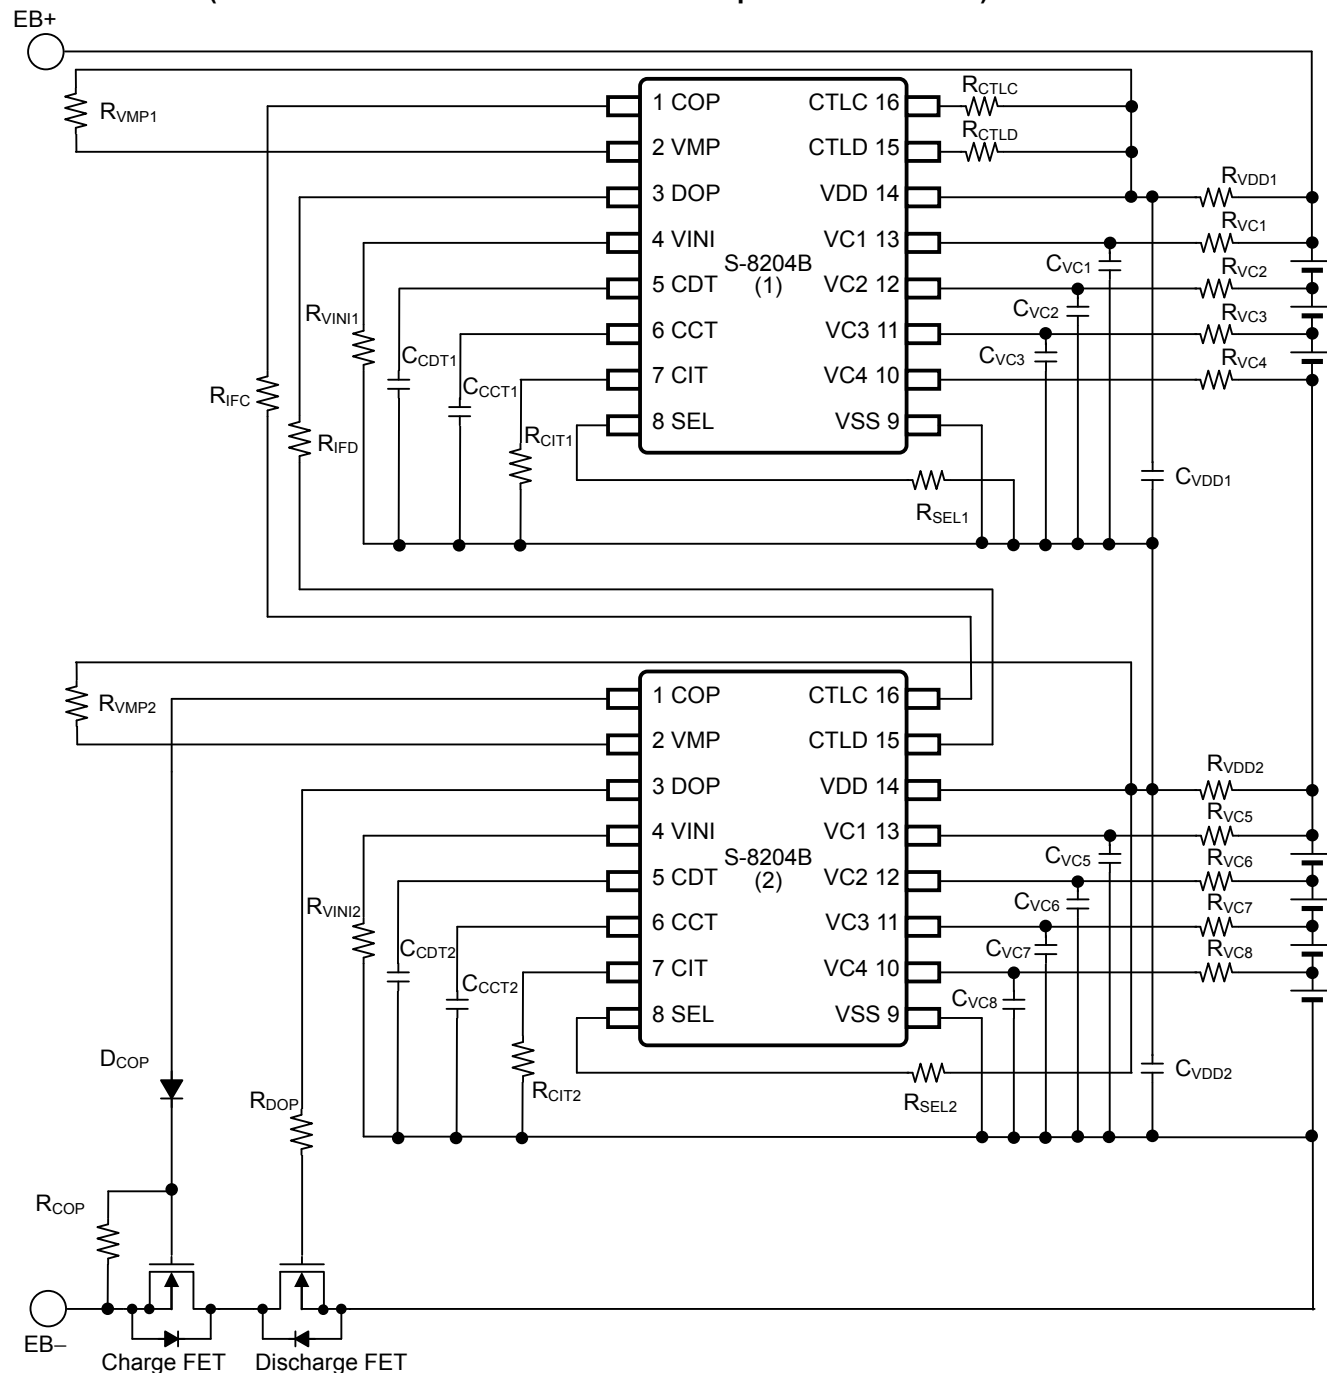 EB+
RVMP1
1 COP
CTLC 16
RCTLC
2 VMP
CTLD 15
RCTLD
3 DOP
VDD 14
RVDD1
4 VINI
VC1 13
RVC1
S-8204B
(1)
CVC1
5 CDT
VC2 12
RVC2
RVINI1
CVC2
6 CCT
VC3 11
RVC3
CCDT1
CVC3
7 CIT
VC4 10
RVC4
RIFC
CCCT1
8 SEL
VSS 9
RIFD
RCIT1
CVDD1
RSEL1
RVMP2
1 COP
CTLC 16
2 VMP
CTLD 15
3 DOP
VDD 14
RVDD2
4 VINI
VC1 13
RVC5
S-8204B
(2)
CVC5
5 CDT
VC2 12
RVC6
RVINI2
CVC6
6 CCT
VC3 11
RVC7
CCDT2
CVC7
7 CIT
VC4 10
RVC8
CCCT2
CVC8
8 SEL
VSS 9
DCOP
RCIT2
CVDD2
RDOP
RSEL2
RCOP
EB−
Charge FET
Discharge FET